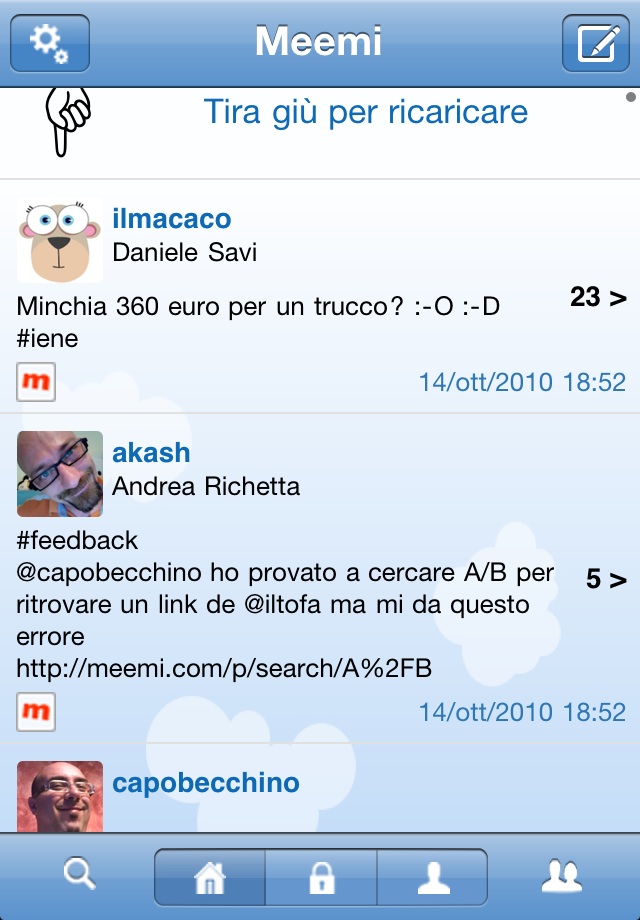 Meemi
Tira giù per ricaricare
ilmacaco
Daniele Savi
23 >
Minchia 360 euro per un trucco? :-O :-D
#iene
m
14/ott/2010 18:52
akash
Andrea Richetta
#feedback
@capobecchino ho provato a cercare A/B per
ritrovare un link de @iltofa ma mi da questo
errore
http://meemi.com/p/search/A%2FB
5 >
m
14/ott/2010 18:52
capobecchino